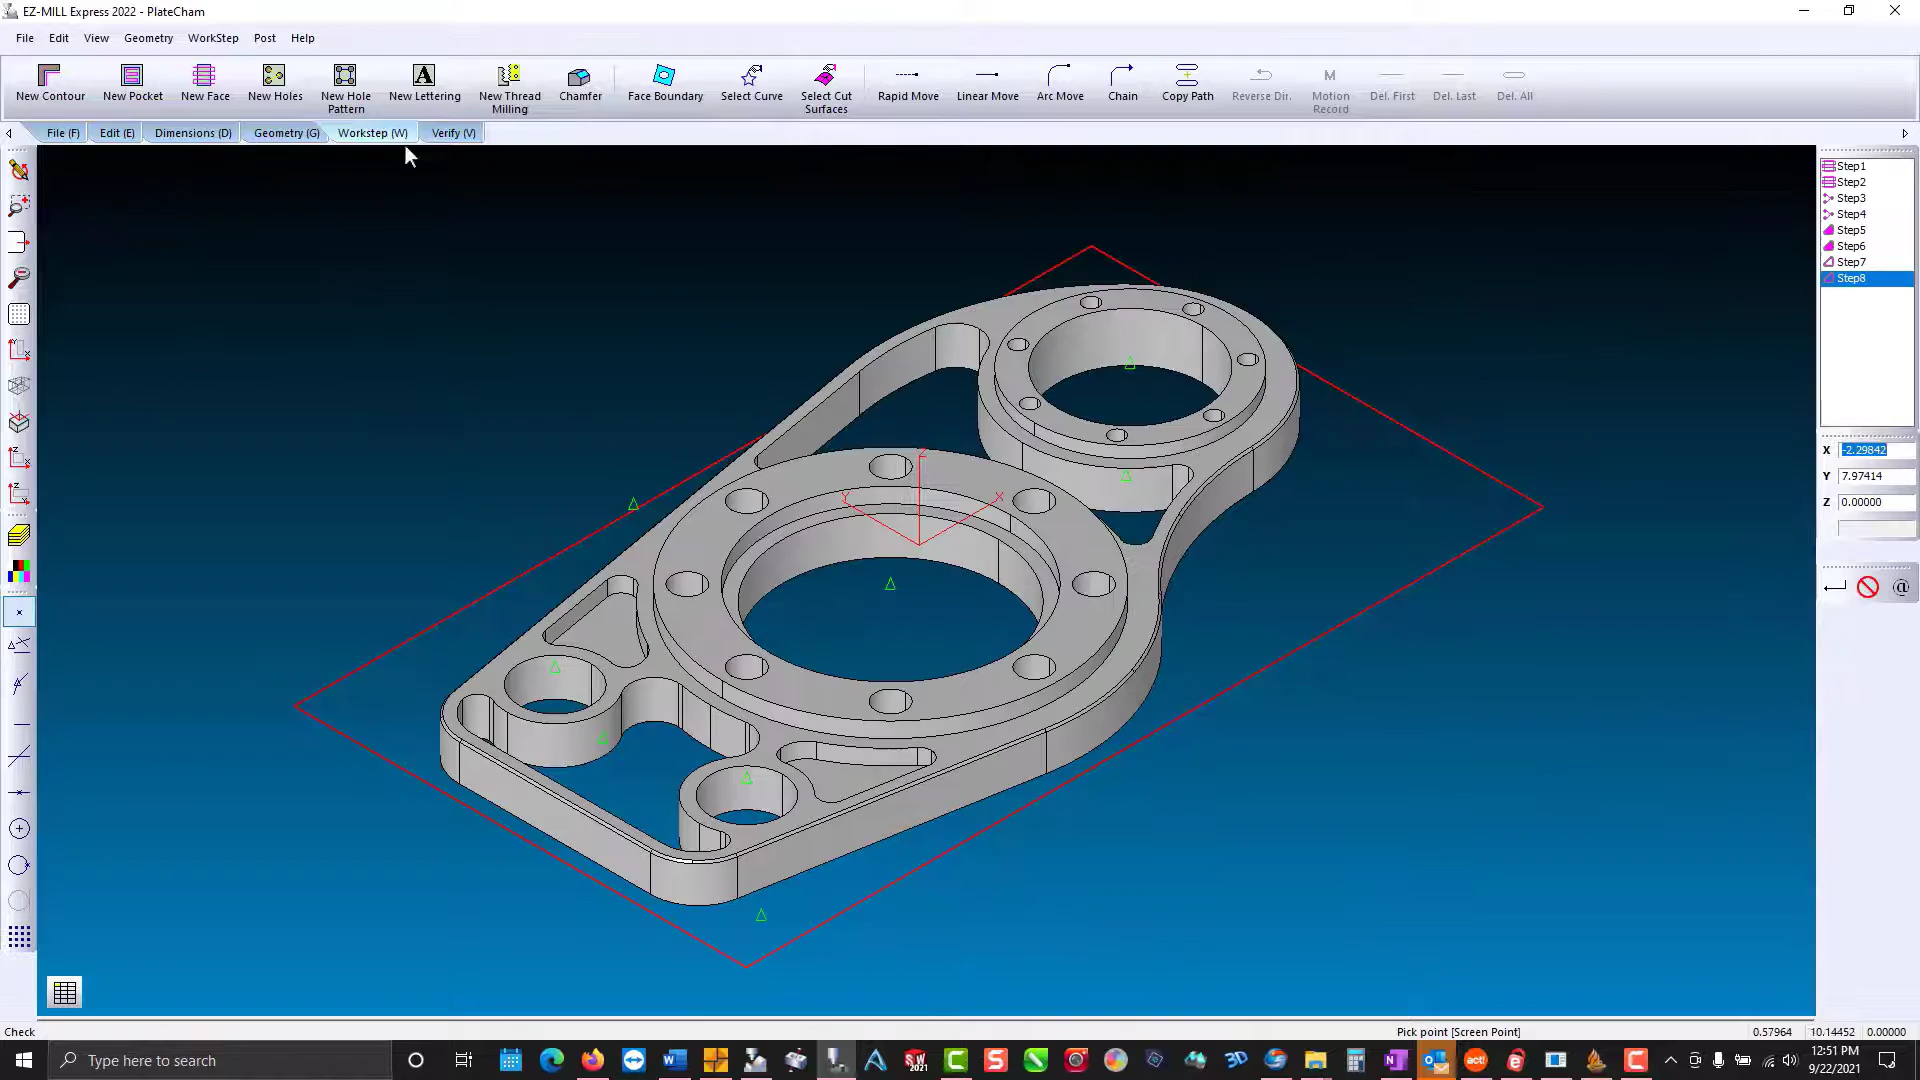 EZ-MILL Express 2022 - PlateCham
File Edit View Geometry WorkStep Post Help
New Contour New Pocket New Face New Holes New Hole Pattern New Lettering New Thread Milling Chamfer Face Boundary Select Curve Select Cut Surfaces Rapid Move Linear Move Arc Move Chain Copy Path Reverse Dir. Motion Record Del. First Del. Last Del. All
File (F) Edit (E) Dimensions (D) Geometry (G) Workstep (W) Verify (V)
Step1
Step2
Step3
Step4
Step5
Step6
Step7
Step8
X -2.29842
Y 7.97414
Z 0.00000
Z
Y X
Check Pick point [Screen Point] 0.57964 10.14452 0.00000
Type here to search
12:51 PM
9/22/2021